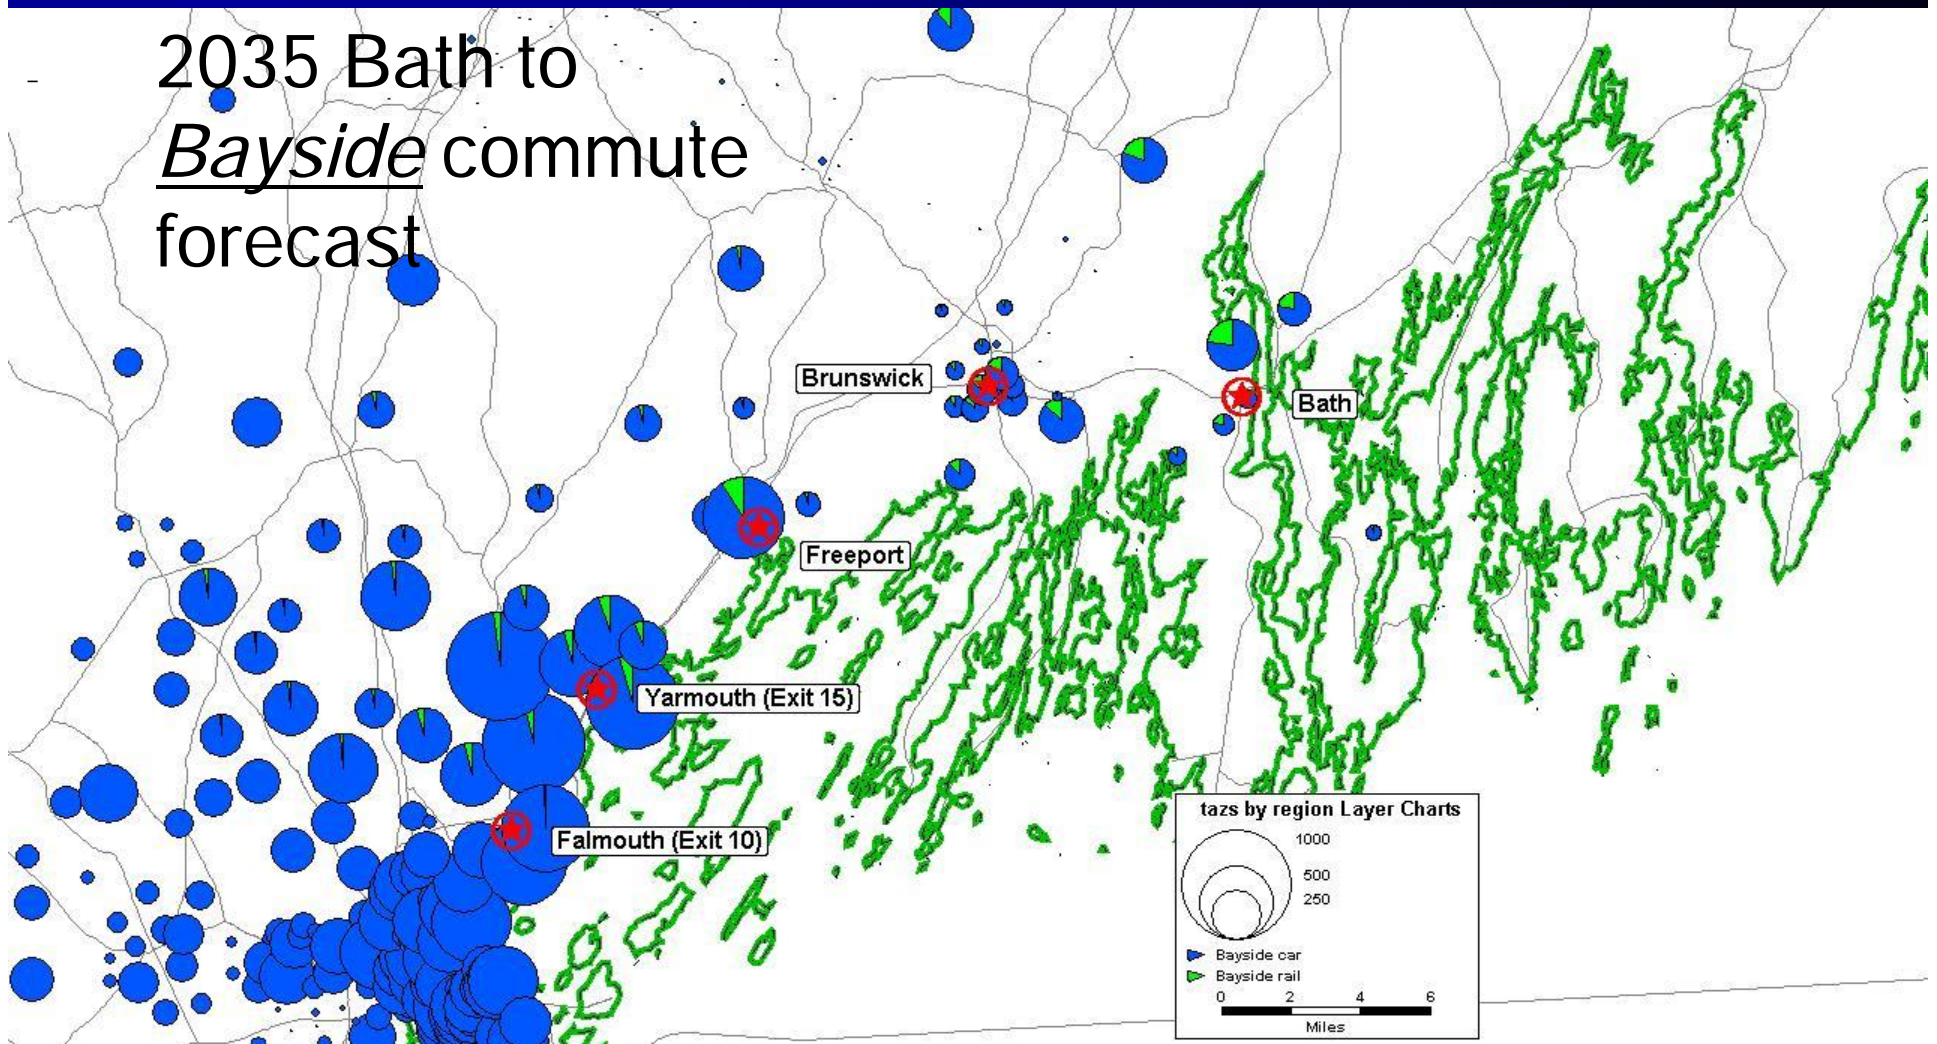 2035 Bath to
Bayside commute
forecast
Brunswick
Bath
Freeport
Yarmouth (Exit 15)
Falmouth (Exit 10)
tazs by region Layer Charts
1000
500
250
Bayside car
Bayside rail
0 2 4 6
Miles